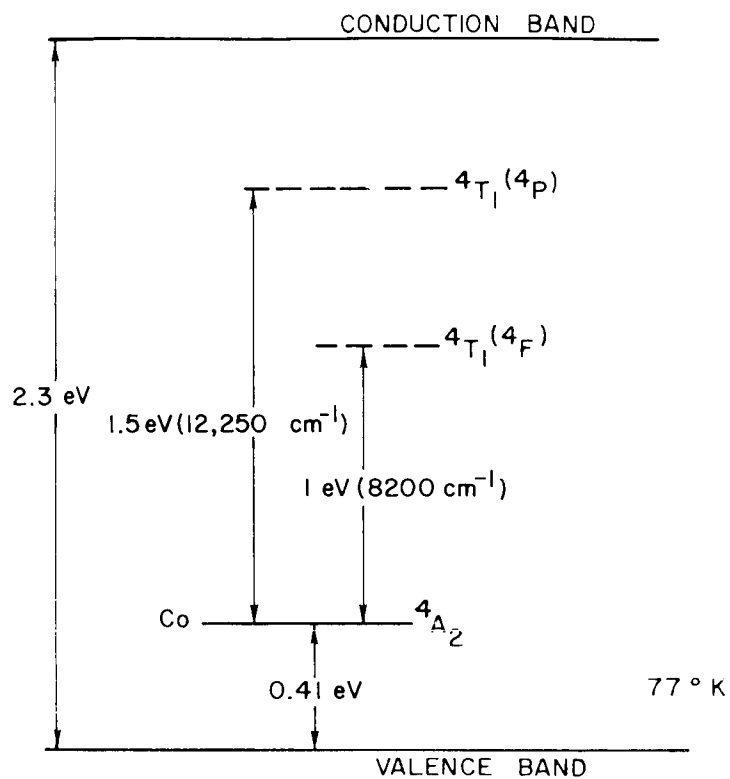 CONDUCTION BAND
⁴T₁(⁴P)
⁴T₁(⁴F)
2.3 eV
1.5 eV (12,250 cm⁻¹)
1 eV (8200 cm⁻¹)
Co
⁴A₂
0.41 eV
77° K
VALENCE BAND